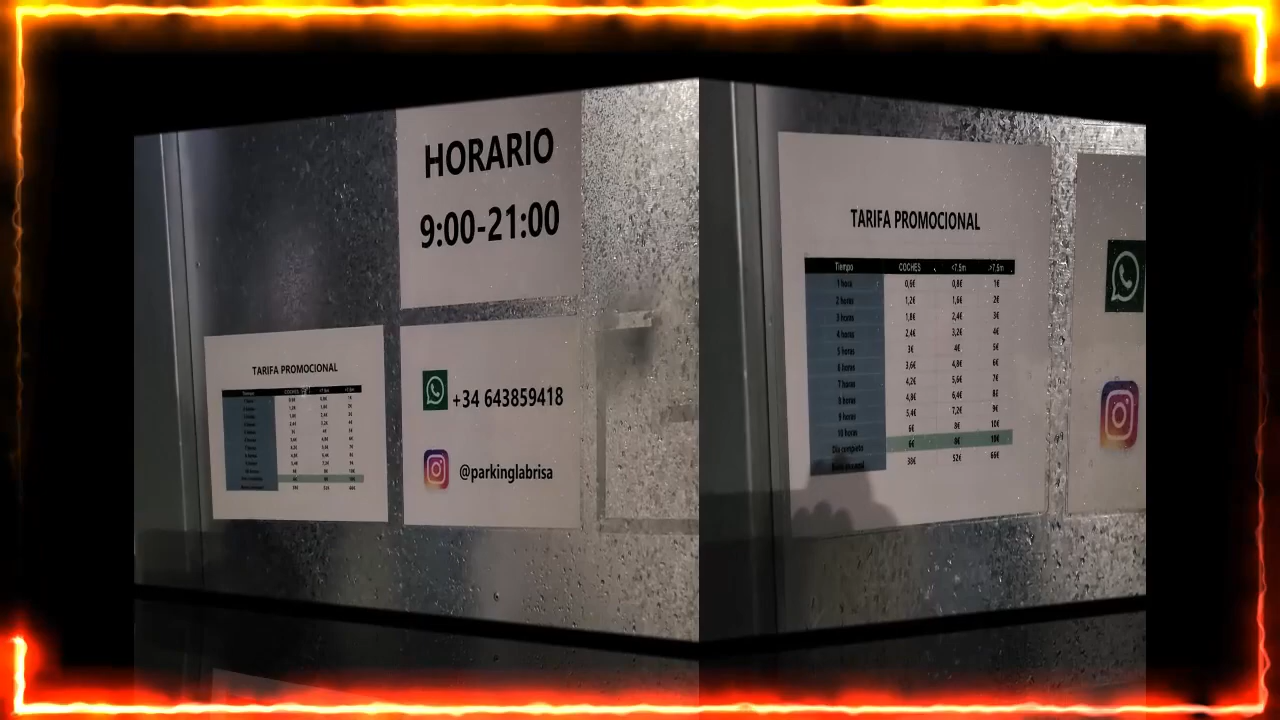 HORARIO
9:00-21:00
TARIFA PROMOCIONAL
+34 643859418
@parkinglabrisa
TARIFA PROMOCIONAL
Tiempo COCHES <7,5m >7,5m
1 hora 0,6€ 0,8€ 1€
2 horas 1,2€ 1,6€ 2€
3 horas 1,8€ 2,4€ 3€
4 horas 2,4€ 3,2€ 4€
5 horas 3€ 4€ 5€
6 horas 3,6€ 4,8€ 6€
7 horas 4,2€ 5,6€ 7€
8 horas 4,8€ 6,4€ 8€
9 horas 5,4€ 7,2€ 9€
10 horas 6€ 8€ 10€
Dia completo 6€ 8€ 10€
38€ 52€ 66€